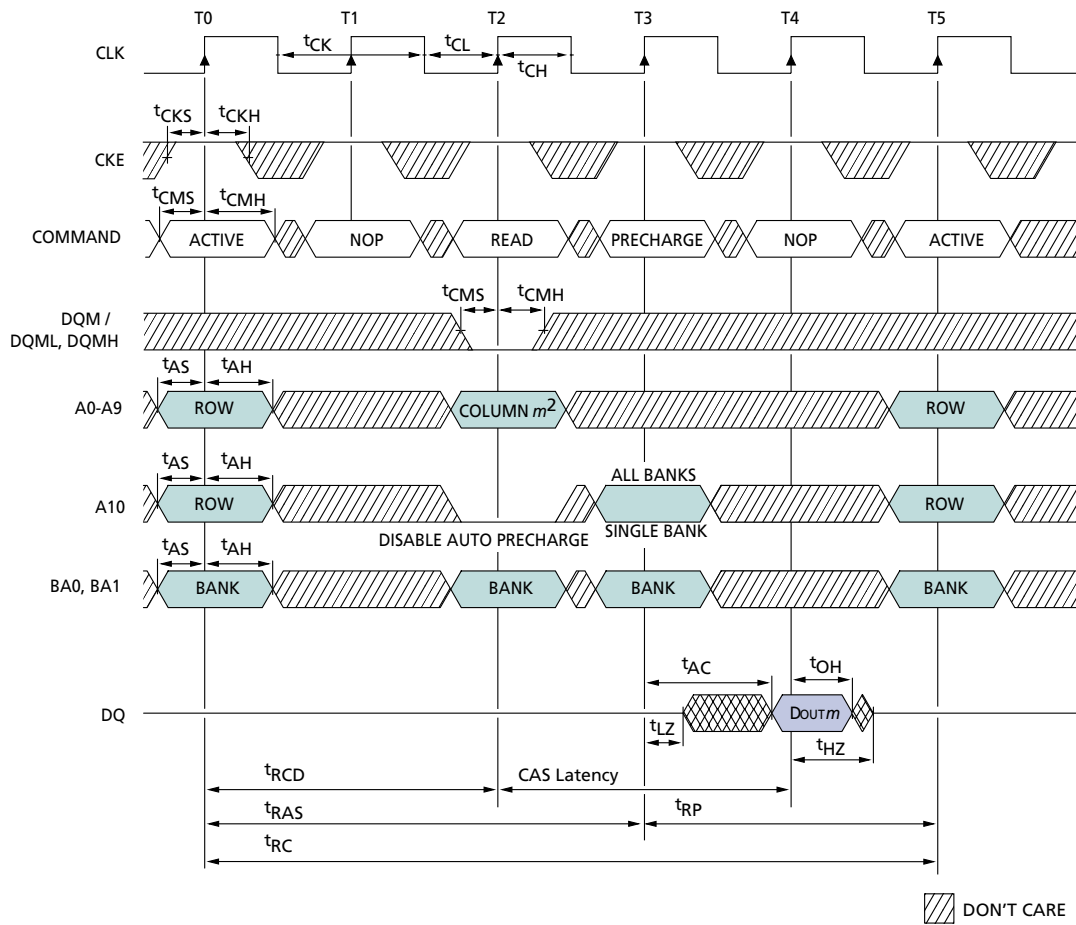 T0 T1 T2 T3 T4 T5
CLK
tCK
tCL
tCH
tCKS
tCKH
CKE
tCMS
tCMH
COMMAND
ACTIVE
NOP
READ
PRECHARGE
NOP
ACTIVE
tCMS
tCMH
DQM /
DQML, DQMH
tAS
tAH
A0-A9
ROW
COLUMN m2
ROW
tAS
tAH
ALL BANKS
A10
ROW
ROW
DISABLE AUTO PRECHARGE
SINGLE BANK
tAS
tAH
BA0, BA1
BANK
BANK
BANK
BANK
tAC
tOH
DQ
DOUT m
tLZ
tHZ
tRCD
CAS Latency
tRAS
tRP
tRC
DON'T CARE